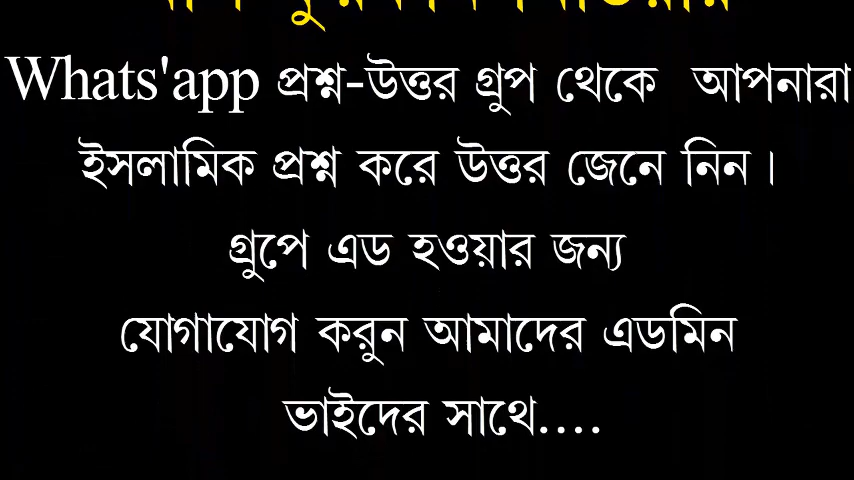 Whats'app প্রশ্ন-উত্তর গ্রুপ থেকে আপনারা
ইসলামিক প্রশ্ন করে উত্তর জেনে নিন।
গ্রুপে এড হওয়ার জন্য
যোগাযোগ করুন আমাদের এডমিন
ভাইদের সাথে....